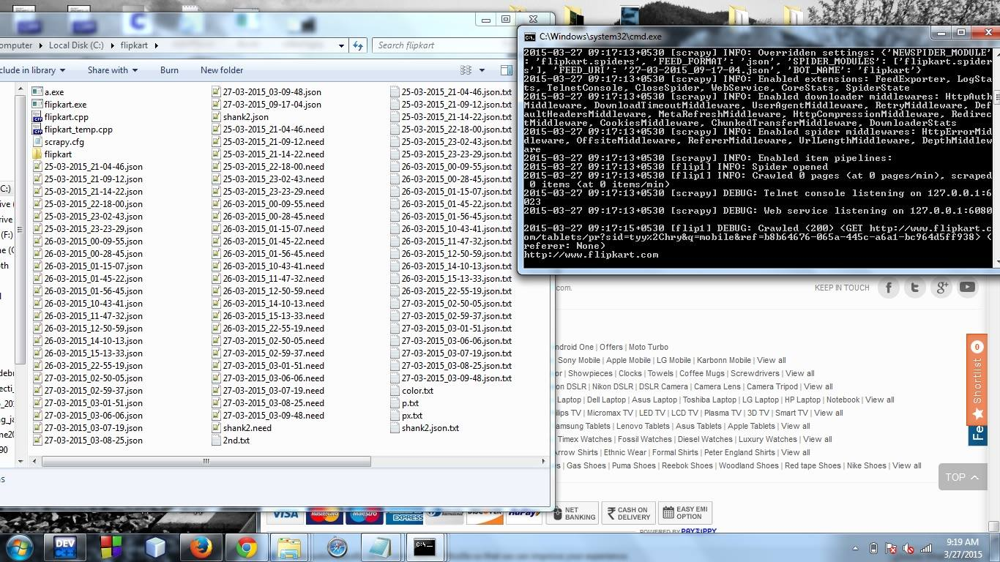 omputer ▸ Local Disk (C:) ▸ flipkart ▸
Search flipkart
clude in library
Share with
Burn
New folder
C:)
rive (
rive
(F:)
ne (C
oth
I
debu
ecti_
_201
ng_ja
ne20
90
ns
a.exe
flipkart.exe
flipkart.cpp
flipkart_temp.cpp
scrapy.cfg
flipkart
25-03-2015_21-04-46.json
25-03-2015_21-09-12.json
25-03-2015_21-14-22.json
25-03-2015_22-18-00.json
25-03-2015_23-02-43.json
25-03-2015_23-23-29.json
26-03-2015_00-09-55.json
26-03-2015_00-28-45.json
26-03-2015_01-15-07.json
26-03-2015_01-45-22.json
26-03-2015_01-56-45.json
26-03-2015_10-43-41.json
26-03-2015_11-47-32.json
26-03-2015_12-50-59.json
26-03-2015_14-10-13.json
26-03-2015_15-13-33.json
26-03-2015_22-55-19.json
27-03-2015_02-50-05.json
27-03-2015_02-59-37.json
27-03-2015_03-01-51.json
27-03-2015_03-06-06.json
27-03-2015_03-07-19.json
27-03-2015_03-08-25.json
27-03-2015_03-09-48.json
27-03-2015_09-17-04.json
shank2.json
25-03-2015_21-04-46.need
25-03-2015_21-09-12.need
25-03-2015_21-14-22.need
25-03-2015_22-18-00.need
25-03-2015_23-02-43.need
25-03-2015_23-23-29.need
26-03-2015_00-09-55.need
26-03-2015_00-28-45.need
26-03-2015_01-15-07.need
26-03-2015_01-45-22.need
26-03-2015_01-56-45.need
26-03-2015_10-43-41.need
26-03-2015_11-47-32.need
26-03-2015_12-50-59.need
26-03-2015_14-10-13.need
26-03-2015_15-13-33.need
26-03-2015_22-55-19.need
27-03-2015_02-50-05.need
27-03-2015_02-59-37.need
27-03-2015_03-01-51.need
27-03-2015_03-06-06.need
27-03-2015_03-07-19.need
27-03-2015_03-08-25.need
27-03-2015_03-09-48.need
shank2.need
2nd.txt
25-03-2015_21-04-46.json.txt
25-03-2015_21-09-12.json.txt
25-03-2015_21-14-22.json.txt
25-03-2015_22-18-00.json.txt
25-03-2015_23-02-43.json.txt
25-03-2015_23-23-29.json.txt
26-03-2015_00-09-55.json.txt
26-03-2015_00-28-45.json.txt
26-03-2015_01-15-07.json.txt
26-03-2015_01-45-22.json.txt
26-03-2015_01-56-45.json.txt
26-03-2015_10-43-41.json.txt
26-03-2015_11-47-32.json.txt
26-03-2015_12-50-59.json.txt
26-03-2015_14-10-13.json.txt
26-03-2015_15-13-33.json.txt
26-03-2015_22-55-19.json.txt
27-03-2015_02-50-05.json.txt
27-03-2015_02-59-37.json.txt
27-03-2015_03-01-51.json.txt
27-03-2015_03-06-06.json.txt
27-03-2015_03-07-19.json.txt
27-03-2015_03-08-25.json.txt
27-03-2015_03-09-48.json.txt
color.txt
p.txt
px.txt
shank2.json.txt
C:\Windows\system32\cmd.exe
2015-03-27 09:17:13+0530 [scrapy] INFO: Overridden settings: {'NEWSPIDER_MODULE'
: 'flipkart.spiders', 'FEED_FORMAT': 'json', 'SPIDER_MODULES': ['flipkart.spider
s'], 'FEED_URI': '27-03-2015_09-17-04.json', 'BOT_NAME': 'flipkart'}
2015-03-27 09:17:13+0530 [scrapy] INFO: Enabled extensions: FeedExporter, LogSta
ts, TelnetConsole, CloseSpider, WebService, CoreStats, SpiderState
2015-03-27 09:17:13+0530 [scrapy] INFO: Enabled downloader middlewares: HttpAuth
Middleware, DownloadTimeoutMiddleware, UserAgentMiddleware, RetryMiddleware, Def
aultHeadersMiddleware, MetaRefreshMiddleware, HttpCompressionMiddleware, Redirec
tMiddleware, CookiesMiddleware, ChunkedTransferMiddleware, DownloaderStats
2015-03-27 09:17:13+0530 [scrapy] INFO: Enabled spider middlewares: HttpErrorMid
dleware, OffsiteMiddleware, RefererMiddleware, UrlLengthMiddleware, DepthMiddlew
are
2015-03-27 09:17:13+0530 [scrapy] INFO: Enabled item pipelines:
2015-03-27 09:17:13+0530 [flip1] INFO: Spider opened
2015-03-27 09:17:13+0530 [flip1] INFO: Crawled 0 pages (at 0 pages/min), scraped
0 items (at 0 items/min)
2015-03-27 09:17:13+0530 [scrapy] DEBUG: Telnet console listening on 127.0.0.1:6
023
2015-03-27 09:17:13+0530 [scrapy] DEBUG: Web service listening on 127.0.0.1:6080
2015-03-27 09:17:15+0530 [flip1] DEBUG: Crawled (200) <GET http://www.flipkart.c
om/tablets/pr?sid=tyy%2Chry&q=mobile&ref=b8b64676-065a-445c-a6a1-bc964d5ff938> (
referer: None)
http://www.flipkart.com
com.
KEEP IN TOUCH
ndroid One | Offers | Moto Turbo
Sony Mobile | Apple Mobile | LG Mobile | Karbonn Mobile | View all
or | Showpieces | Clocks | Towels | Coffee Mugs | Screwdrivers | View all
on DSLR | Nikon DSLR | DSLR Camera | Camera Lens | Camera Tripod | View all
Laptop | Dell Laptop | Asus Laptop | Toshiba Laptop | LG Laptop | HP Laptop | Notebook | View all
ilips TV | Micromax TV | LED TV | LCD TV | Plasma TV | 3D TV | Smart TV | View all
amsung Tablets | Lenovo Tablets | Asus Tablets | Apple Tablets | View all
Timex Watches | Fossil Watches | Diesel Watches | Luxury Watches | View all
Arrow Shirts | Ethnic Wear | Formal Shirts | Peter England Shirts | View all
es | Gas Shoes | Puma Shoes | Reebok Shoes | Woodland Shoes | Red tape Shoes | Nike Shoes | View all
0
Shortlist
Fe
TOP
VISA
MasterCard
Maestro
EXPRESS
DISCOVER
RuPay
NET BANKING
CASH ON DELIVERY
EASY EMI OPTION
POWERED BY PAYZIPPY
DEV
9:19 AM
3/27/2015